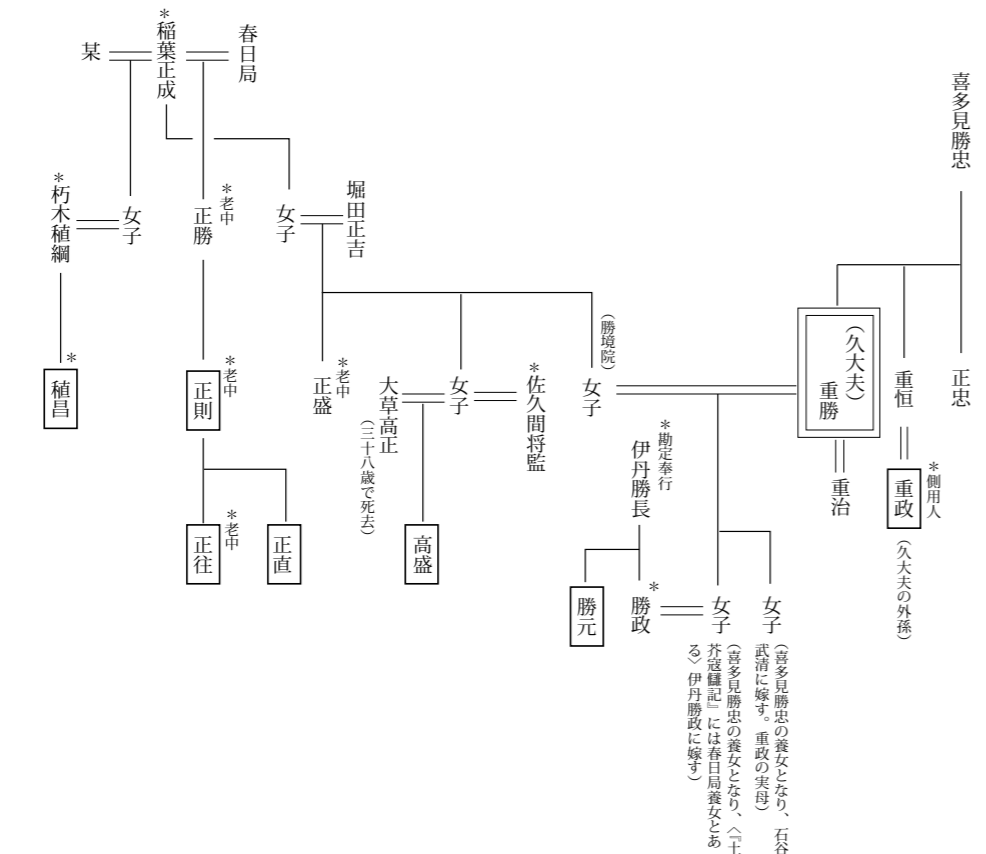 喜多見勝忠
正忠
重恒
＊側用人
重政
（久大夫の外孫）
（久大夫）
重勝
重治
春日局
＊稲葉正成
某
堀田正吉
女子
＊老中
正勝
女子
＊朽木稙綱
稙昌
＊
＊老中
正則
＊老中
正往
正直
（勝境院）
女子
＊佐久間将監
女子
大草高正
（三十八歳で死去）
高盛
＊老中
正盛
＊勘定奉行
伊丹勝長
＊
勝政
勝元
女子
（喜多見勝忠の養女となり、石谷
武清に嫁す。重政の実母）
女子
（喜多見勝忠の養女となり、〈『土
芥寇讎記』には春日局養女とあ
る〉伊丹勝政に嫁す）